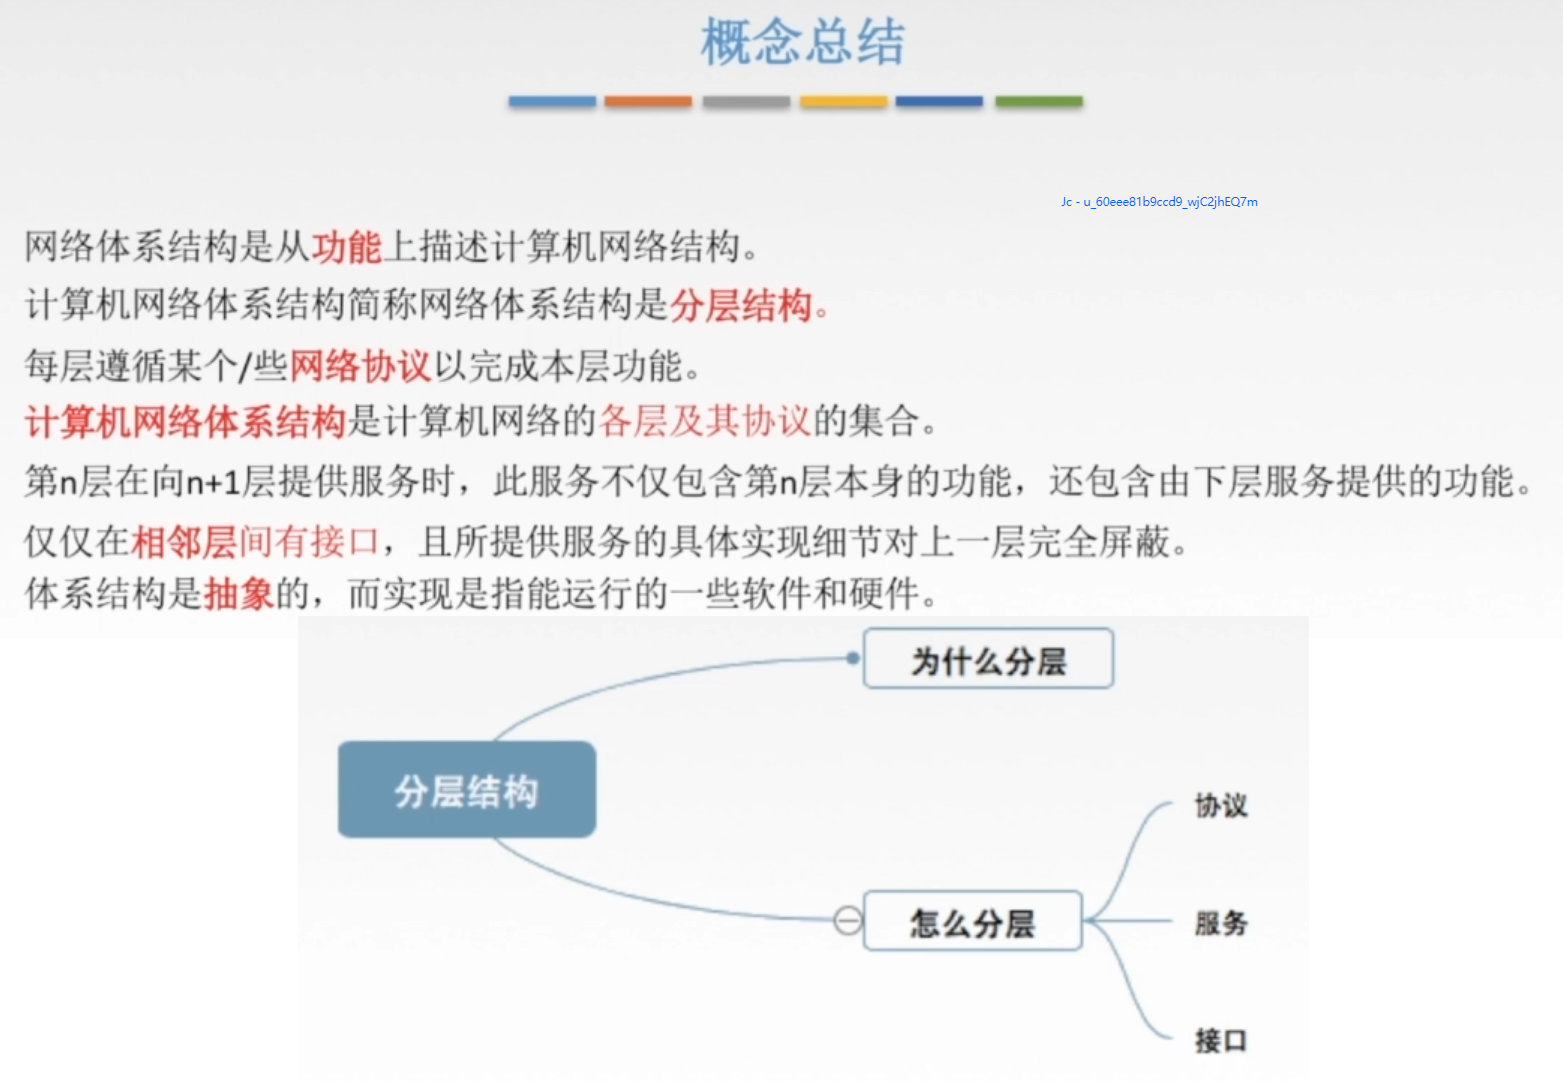 概念总结
Jc - u_60eee81b9ccd9_wjC2jhEQ7m
网络体系结构是从功能上描述计算机网络结构。
计算机网络体系结构简称网络体系结构是分层结构。
每层遵循某个/些网络协议以完成本层功能。
计算机网络体系结构是计算机网络的各层及其协议的集合。
第n层在向n+1层提供服务时，此服务不仅包含第n层本身的功能，还包含由下层服务提供的功能。
仅仅在相邻层间有接口，且所提供服务的具体实现细节对上一层完全屏蔽。
体系结构是抽象的，而实现是指能运行的一些软件和硬件。
为什么分层
分层结构
怎么分层
协议
服务
接口